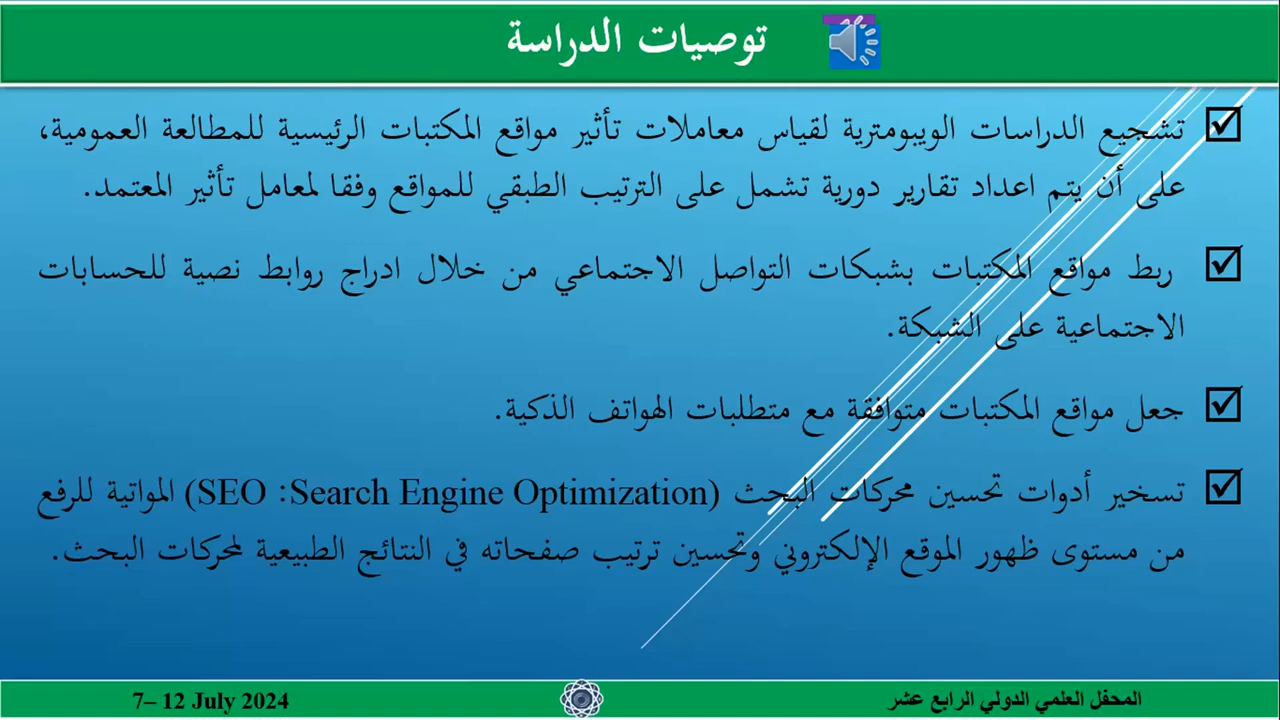 توصيات الدراسة
تشجيع الدراسات الويبومترية لقياس معاملات تأثير مواقع المكتبات الرئيسية للمطالعة العمومية،
على أن يتم اعداد تقارير دورية تشمل على الترتيب الطبقي للمواقع وفقا لمعامل تأثير المعتمد.
ربط مواقع المكتبات بشبكات التواصل الاجتماعي من خلال ادراج روابط نصية للحسابات
الاجتماعية على الشبكة.
جعل مواقع المكتبات متوافقة مع متطلبات الهواتف الذكية.
تسخير أدوات تحسين محركات البحث (SEO :Search Engine Optimization) المواتية للرفع
من مستوى ظهور الموقع الإلكتروني وتحسين ترتيب صفحاته في النتائج الطبيعية لمحركات البحث.
المحفل العلمي الدولي الرابع عشر
7– 12 July 2024